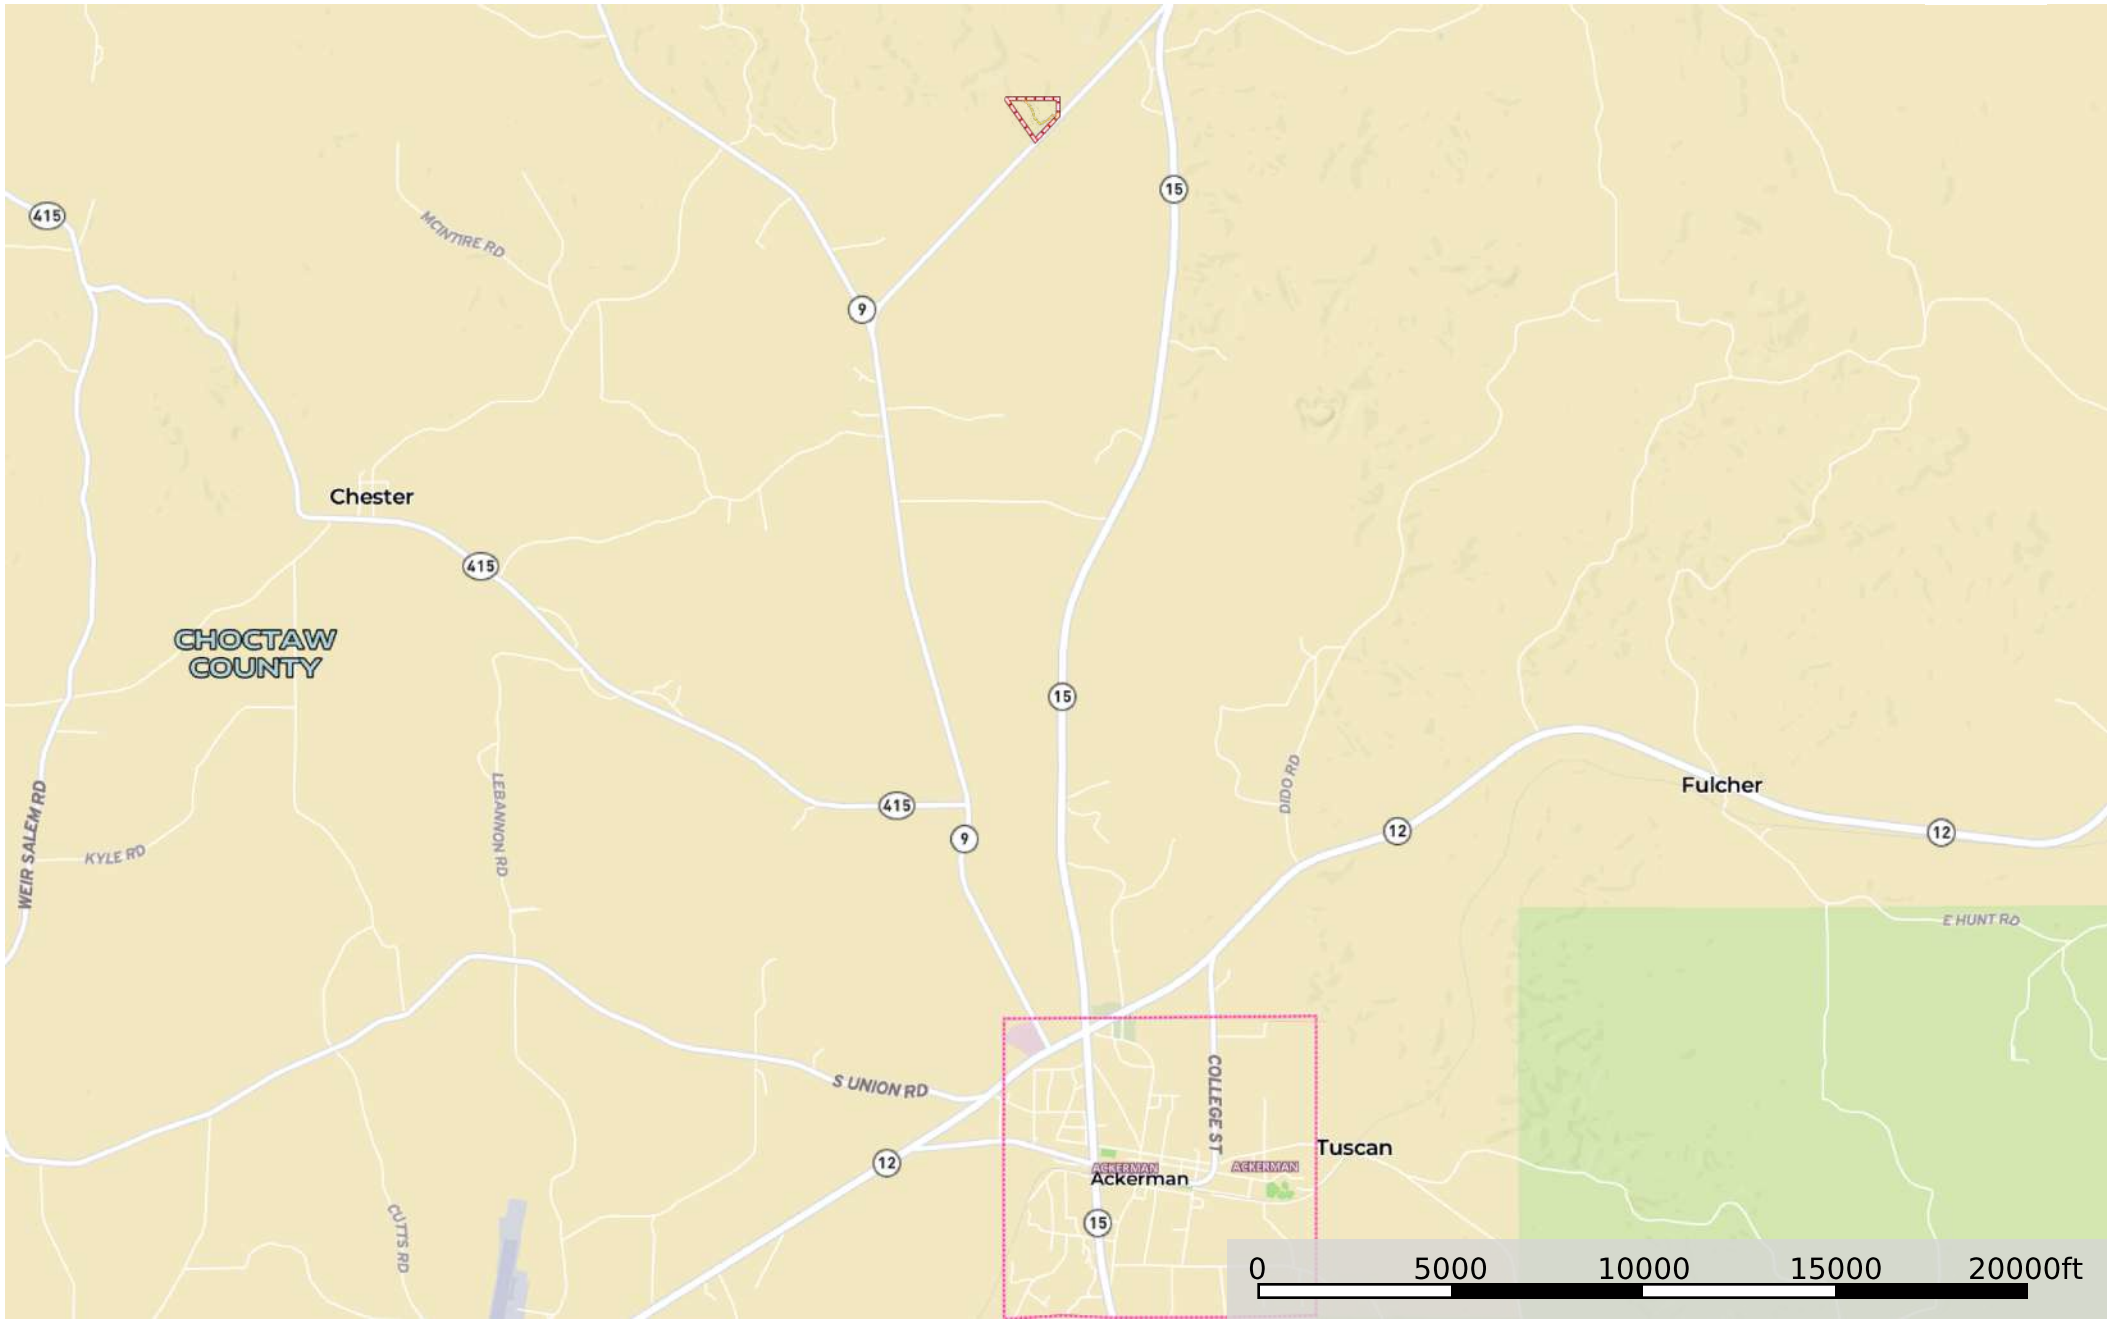 15
415
MCINTIRE RD
9
Chester
415
CHOCTAW
COUNTY
15
DIDO RD
Fulcher
LEBANNON RD
WEIR SALEM RD
415
12
12
9
KYLE RD
E HUNT RD
S UNION RD
COLLEGE ST
Tuscan
12
ACKERMAN
ACKERMAN
Ackerman
15
CUTTS RD
0 5000 10000 15000 20000ft